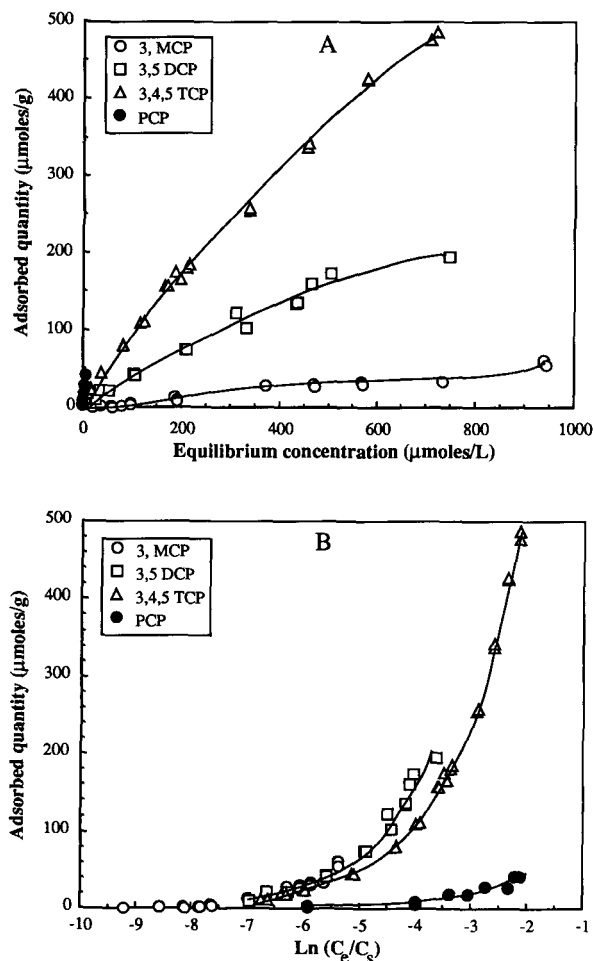 A
3, MCP
3,5 DCP
3,4,5 TCP
PCP
500
400
300
200
100
0
Adsorbed quantity (μmoles/g)
0 200 400 600 800 1000
Equilibrium concentration (μmoles/L)
B
3, MCP
3,5 DCP
3,4,5 TCP
PCP
500
400
300
200
100
0
Adsorbed quantity (μmoles/g)
-10 -9 -8 -7 -6 -5 -4 -3 -2 -1
Ln (Ce/Cs)